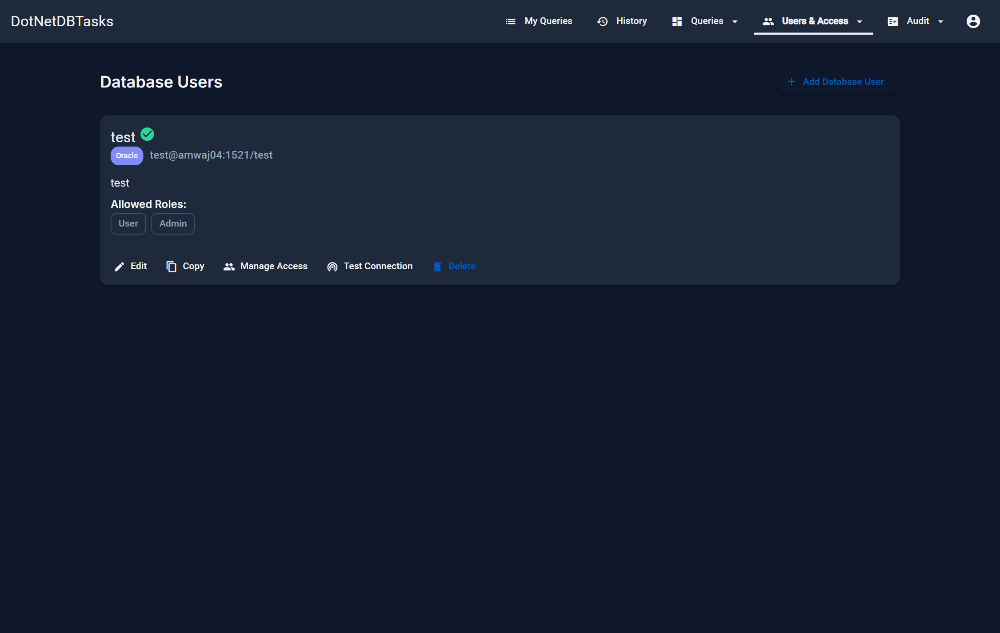 DotNetDBTasks
My Queries
History
Queries
Users & Access
Audit
Database Users
Add Database User
test
Oracle
test@amwaj04:1521/test
test
Allowed Roles:
User
Admin
Edit
Copy
Manage Access
Test Connection
Delete